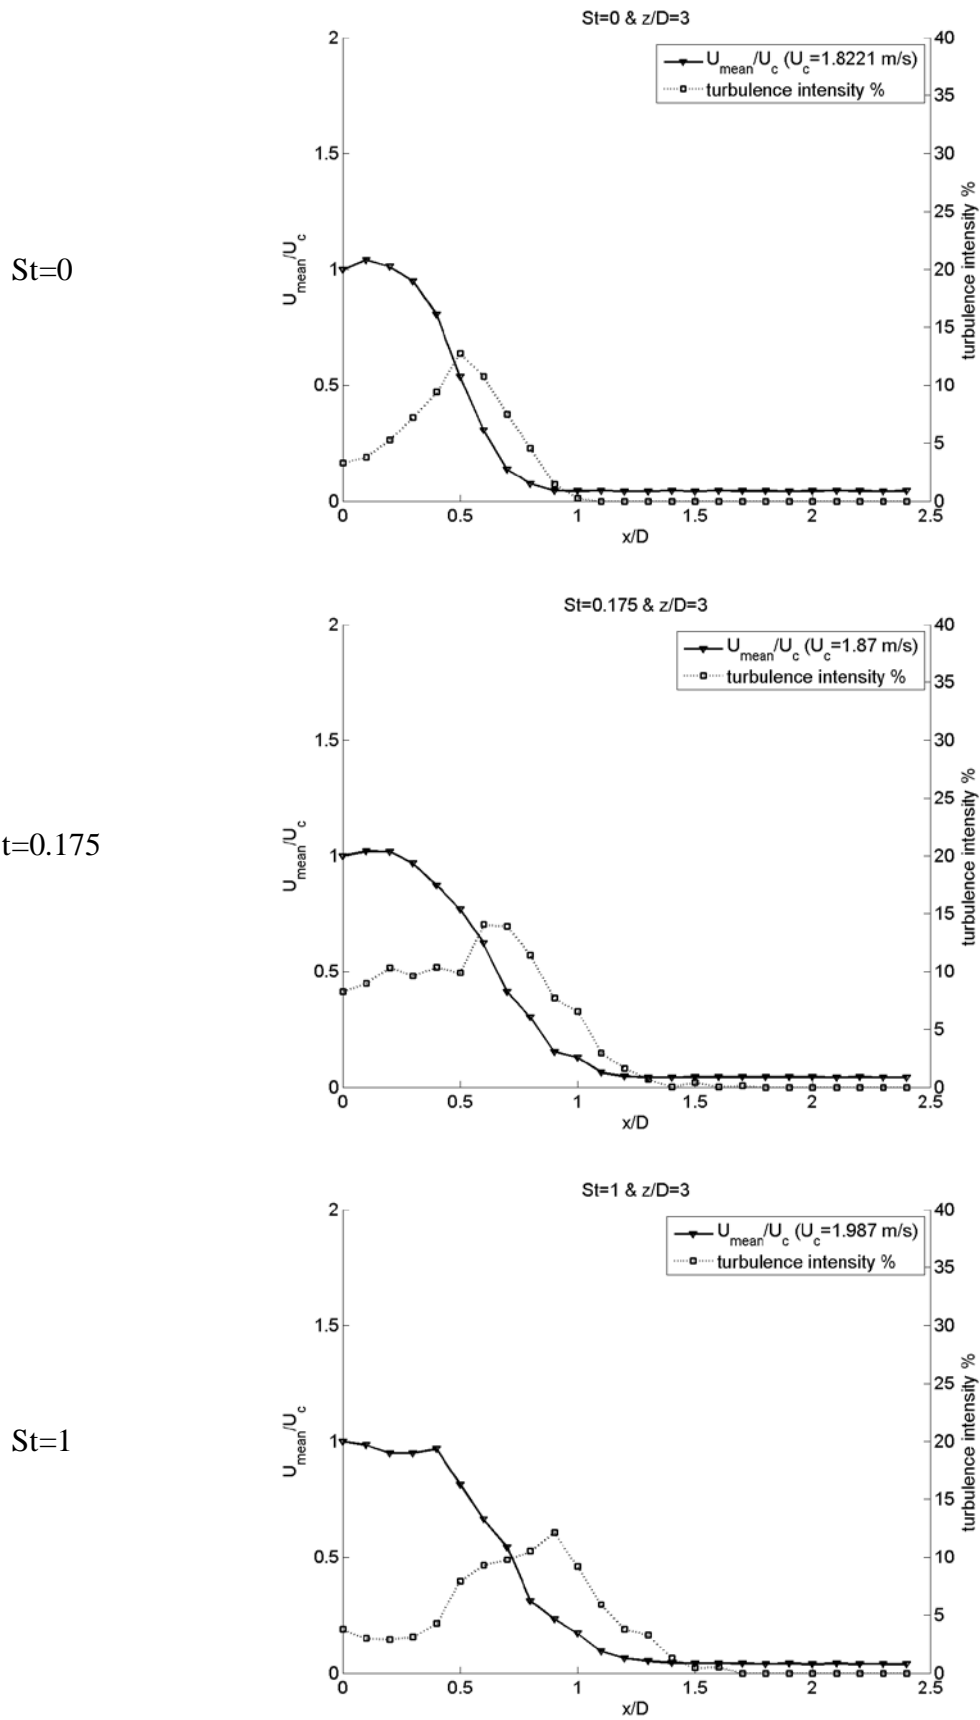 St=0 & z/D=3
2
40
U_mean/U_c (U_c=1.8221 m/s)
turbulence intensity %
35
1.5
30
25
St=0
U_mean/U_c
1
20
turbulence intensity %
15
0.5
10
5
0
0
0
0.5
1
1.5
2
2.5
x/D
St=0.175 & z/D=3
2
40
U_mean/U_c (U_c=1.87 m/s)
turbulence intensity %
35
1.5
30
25
t=0.175
U_mean/U_c
1
20
turbulence intensity %
15
0.5
10
5
0
0
0
0.5
1
1.5
2
2.5
x/D
St=1 & z/D=3
2
40
U_mean/U_c (U_c=1.987 m/s)
turbulence intensity %
35
1.5
30
25
St=1
U_mean/U_c
1
20
turbulence intensity %
15
0.5
10
5
0
0
0
0.5
1
1.5
2
2.5
x/D